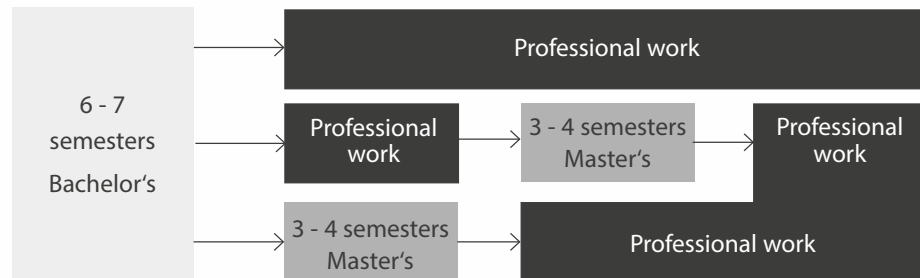 6 - 7
semesters
Bachelor‘s
Professional work
Professional
work
3 - 4 semesters
Master's
Professional
work
3 - 4 semesters
Master's
Professional work